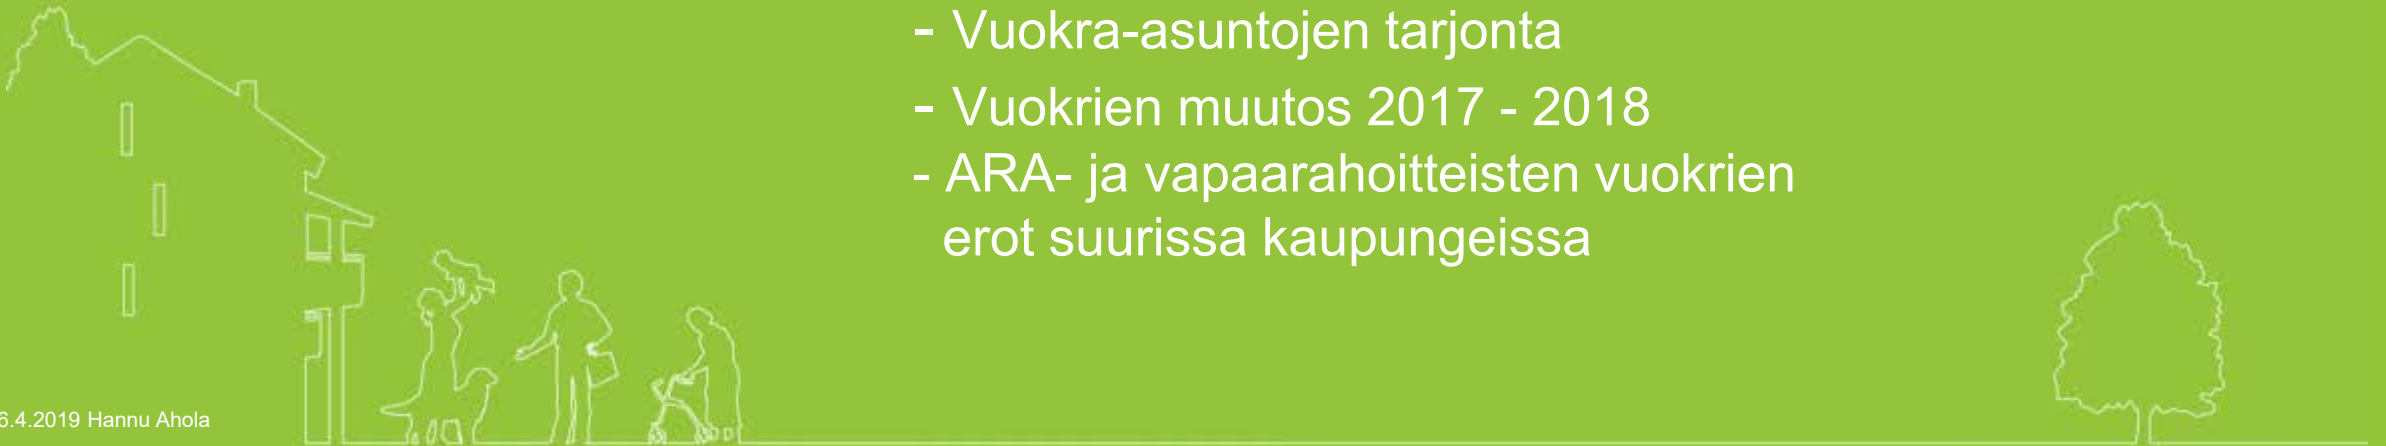 - Vuokra-asuntojen tarjonta
- Vuokrien muutos 2017 - 2018
- ARA- ja vapaarahoitteisten vuokrien
erot suurissa kaupungeissa
6.4.2019 Hannu Ahola